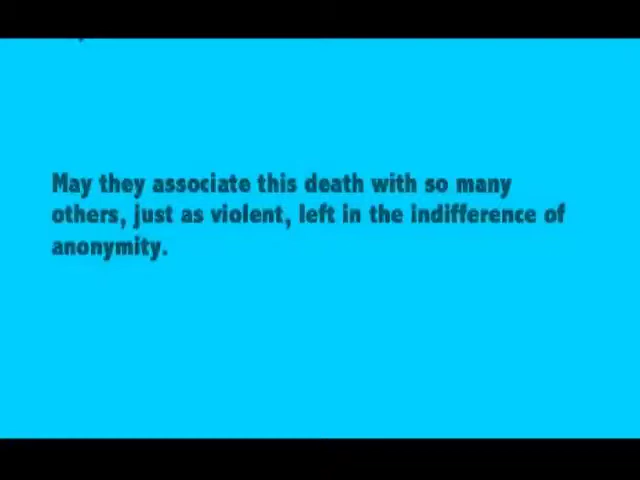 May they associate this death with so many
others, just as violent, left in the indifference of
anonymity.